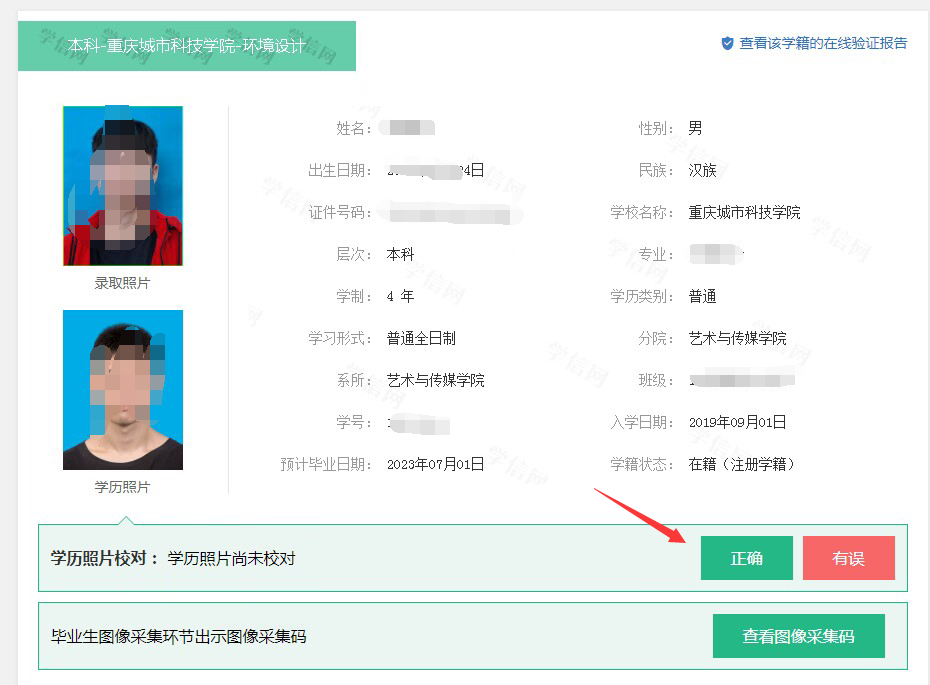 本科-重庆城市科技学院-环境设计
查看该学籍的在线验证报告
姓名：
性别： 男
出生日期： 4日
民族： 汉族
证件号码：
学校名称： 重庆城市科技学院
层次： 本科
专业：
录取照片
学制： 4 年
学历类别： 普通
学习形式： 普通全日制
分院： 艺术与传媒学院
系所： 艺术与传媒学院
班级：
学号：
入学日期： 2019年09月01日
预计毕业日期： 2023年07月01日
学籍状态： 在籍（注册学籍）
学历照片
学历照片校对： 学历照片尚未校对
正确
有误
毕业生图像采集环节出示图像采集码
查看图像采集码
学信网